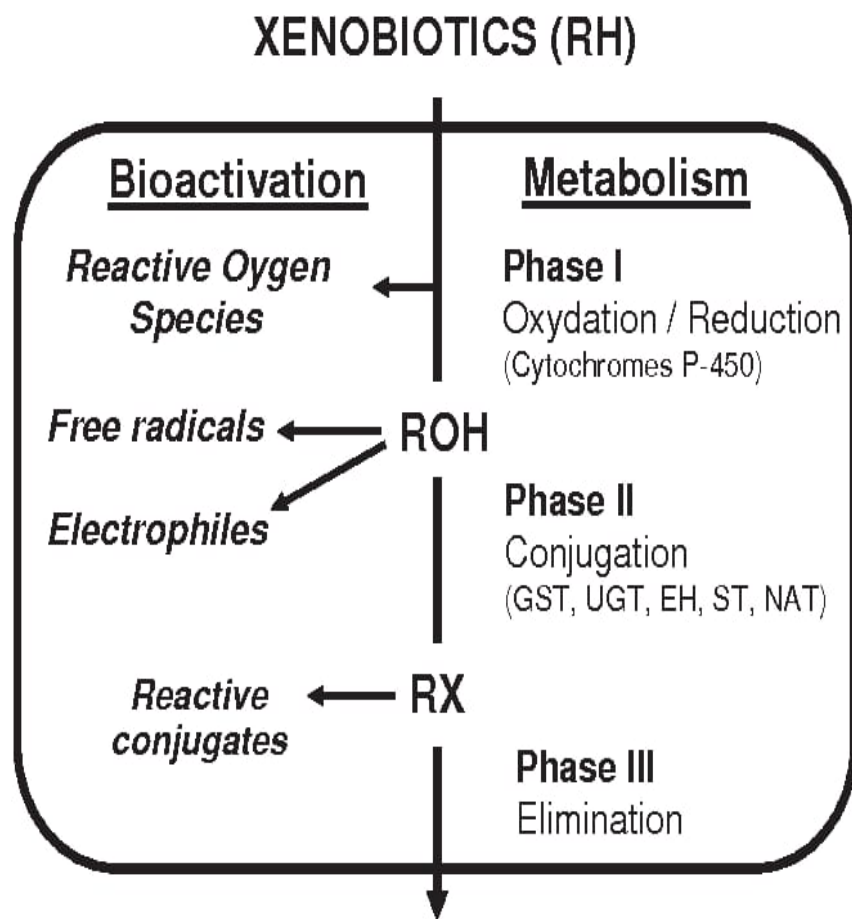 XENOBIOTICS (RH)
Bioactivation
Metabolism
Reactive Oygen
Species
Phase I
Oxydation / Reduction
(Cytochromes P-450)
Free radicals
ROH
Electrophiles
Phase II
Conjugation
(GST, UGT, EH, ST, NAT)
Reactive
conjugates
RX
Phase III
Elimination